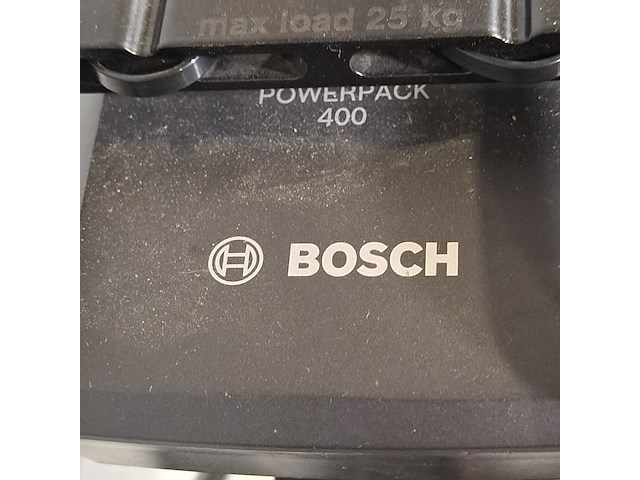 max load 25 kg
POWERPACK
400
BOSCH